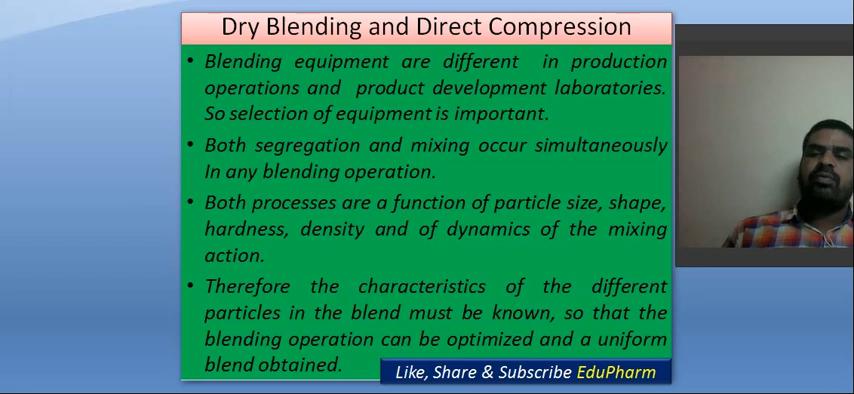 Dry Blending and Direct Compression
• Blending equipment are different in production
operations and product development laboratories.
So selection of equipment is important.
• Both segregation and mixing occur simultaneously
In any blending operation.
• Both processes are a function of particle size, shape,
hardness, density and of dynamics of the mixing
action.
• Therefore the characteristics of the different
particles in the blend must be known, so that the
blending operation can be optimized and a uniform
blend obtained.
Like, Share & Subscribe EduPharm